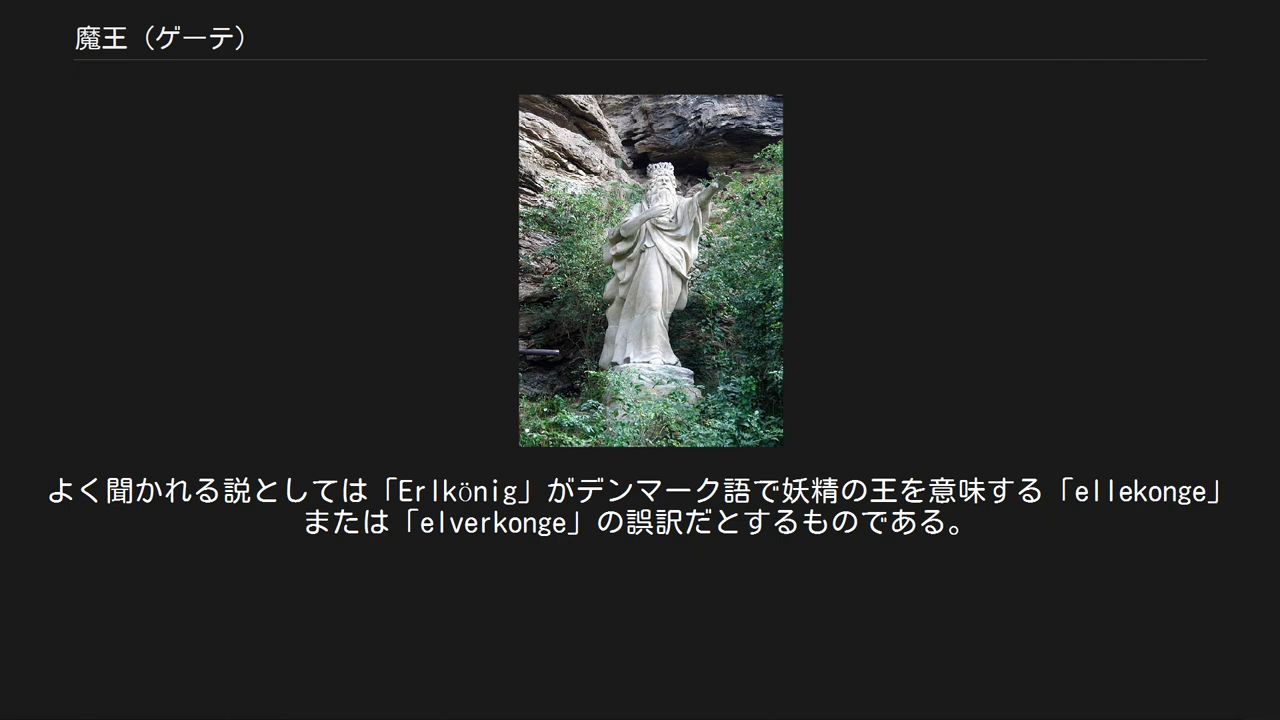 魔王（ゲーテ）
よく聞かれる説としては「Erlkönig」がデンマーク語で妖精の王を意味する「ellekonge」
または「elverkonge」の誤訳だとするものである。